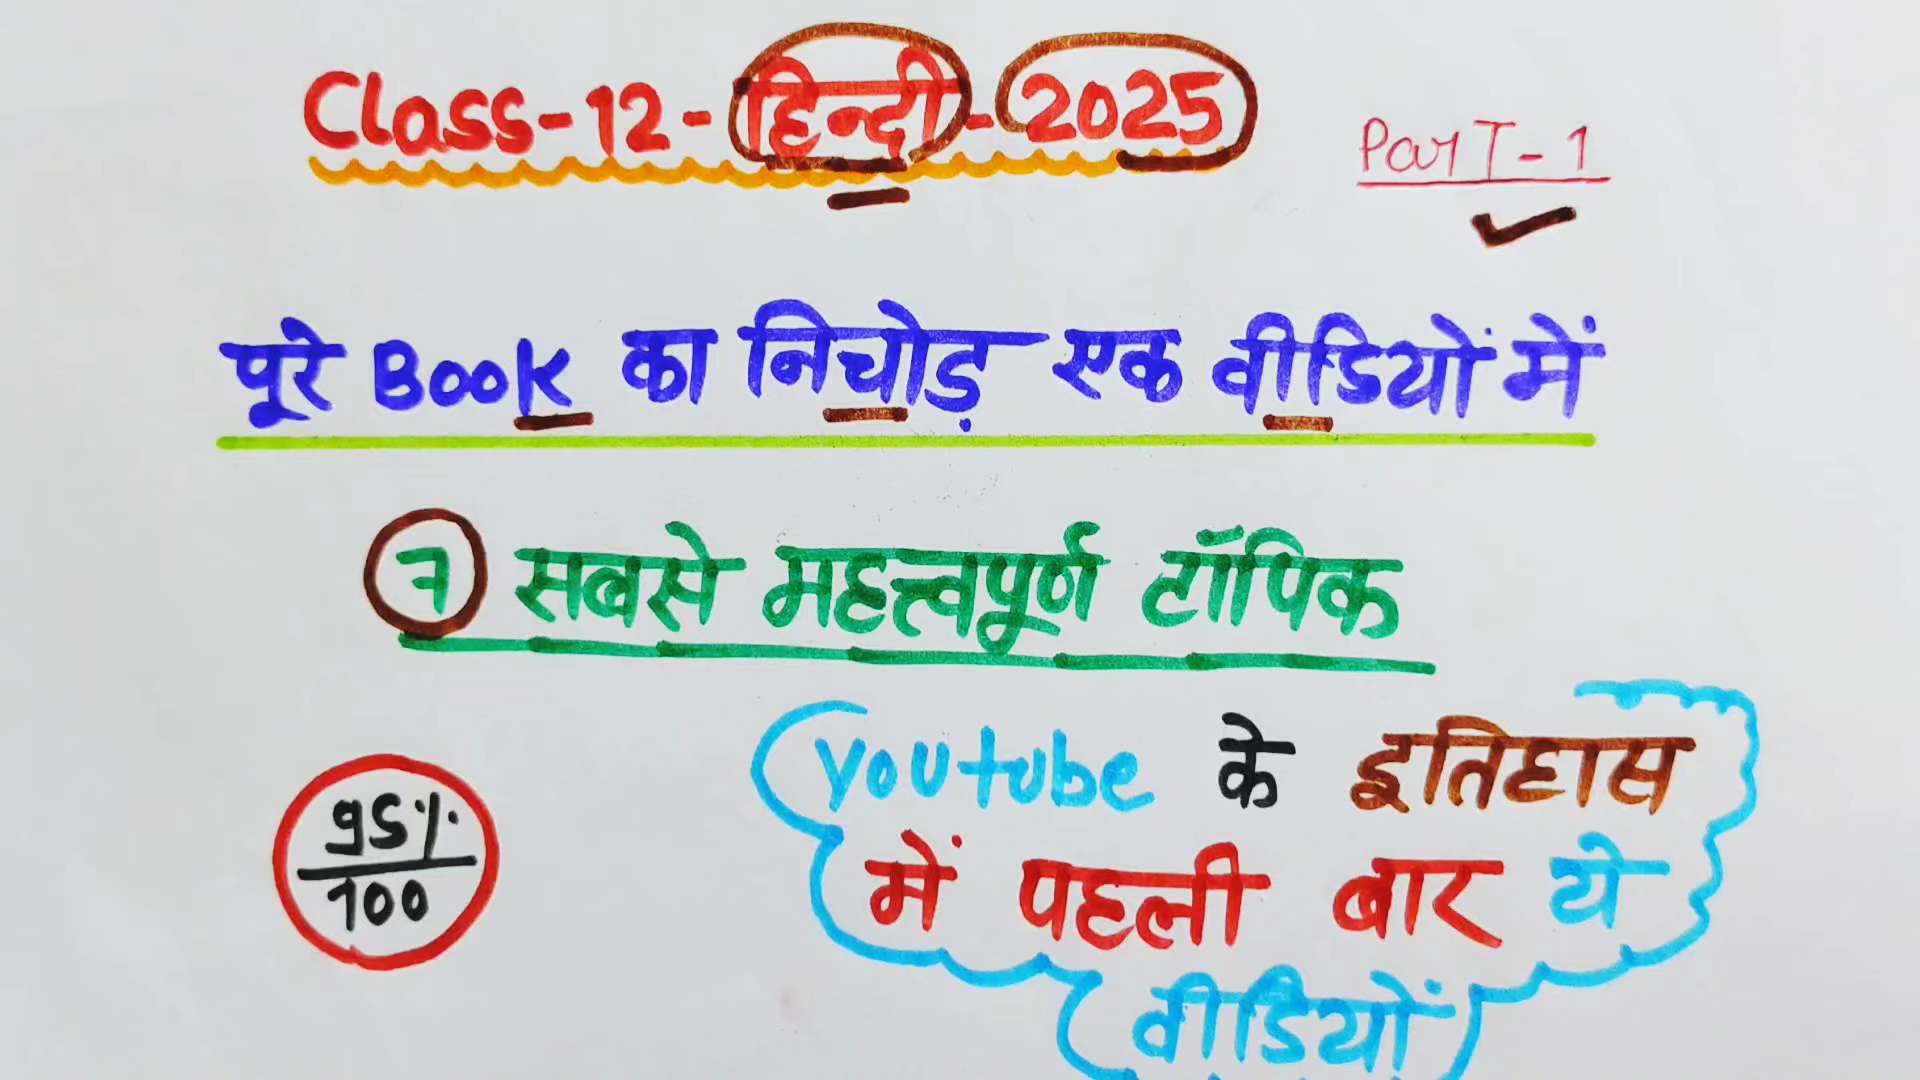 Class-12-हिन्दी-2025
Part-1
पूरे Book का निचोड़ एक वीडियों में
7 सबसे महत्त्वपूर्ण टॉपिक
95%
100
Youtube के इतिहास
में पहली बार ये
वीडियों